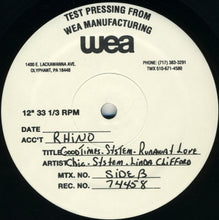 TEST PRESSING FROM
WEA MANUFACTURING
wea
1400 E. LACKAWANNA AVE.
OLYPHANT, PA 18448
PHONE: (717) 383-3291
TWX 510-671-4580
12" 33 1/3 RPM
DATE
ACC'T RHINO
TITLE GOODTIMES. SYSTEM. RUNAWAY LOVE
ARTIST CHIC. SYSTEM. LINDA CLIFFORD
MTX. NO. SIDE B
REC. NO. 74458